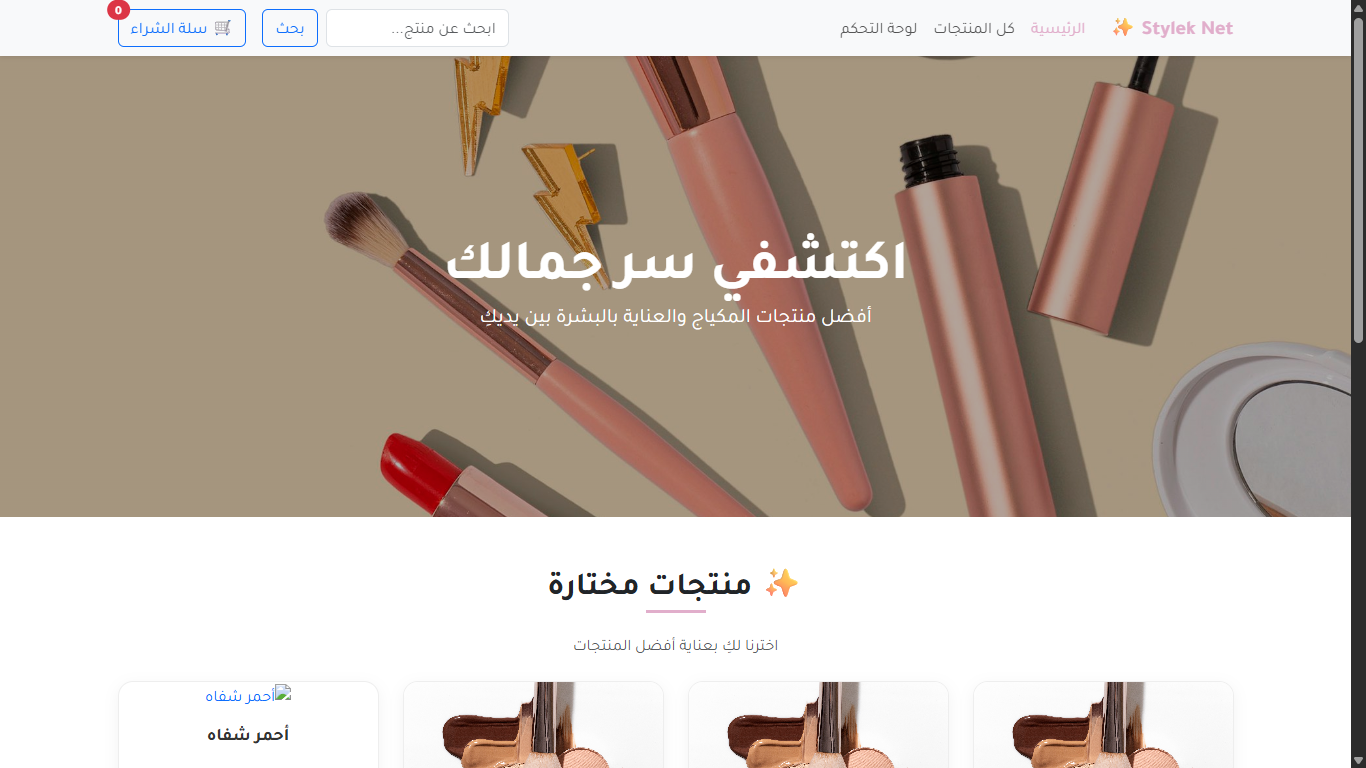 Stylek Net ✨
الرئيسية
كل المنتجات
لوحة التحكم
ابحث عن منتج...
بحث
🛒 سلة الشراء
0
اكتشفي سر جمالك
أفضل منتجات المكياج والعناية بالبشرة بين يديكِ
✨ منتجات مختارة
اخترنا لكِ بعناية أفضل المنتجات
أحمر شفاه
أحمر شفاه